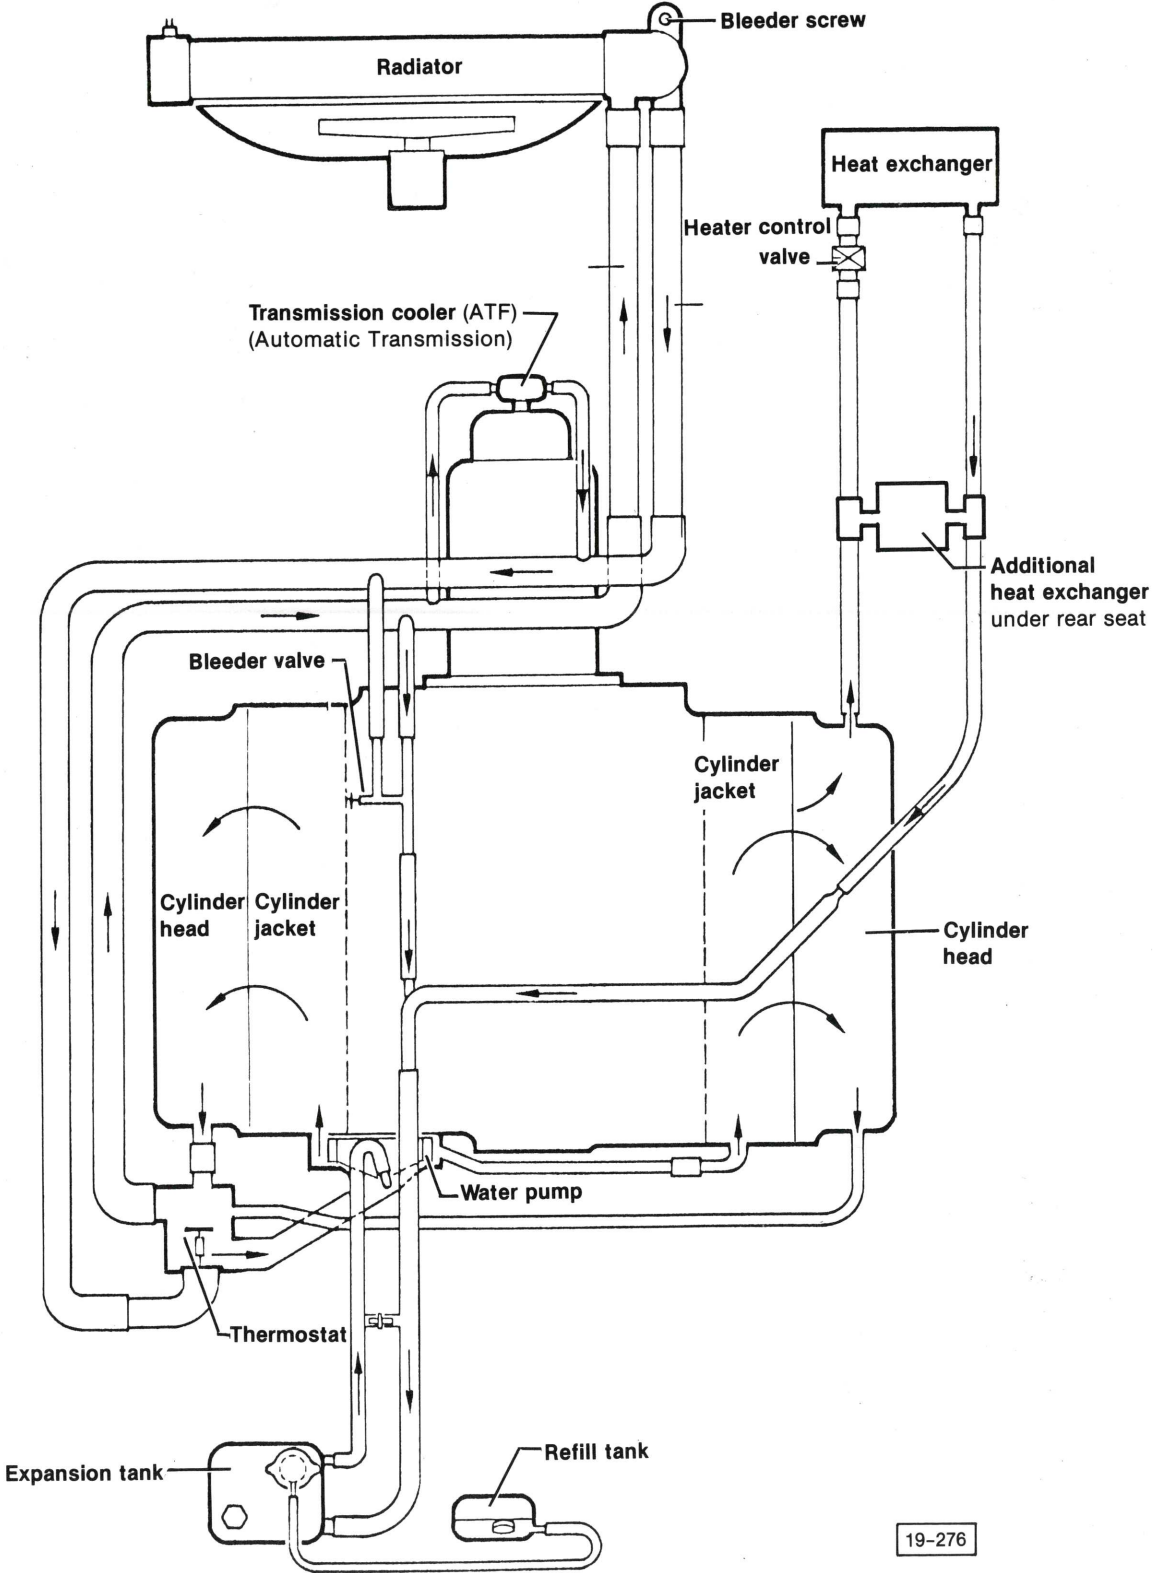 Bleeder screw
Radiator
Heat exchanger
Heater control
valve
Transmission cooler (ATF)
(Automatic Transmission)
Additional
heat exchanger
under rear seat
Bleeder valve
Cylinder
jacket
Cylinder
head
Cylinder
jacket
Cylinder
head
Water pump
Thermostat
Expansion tank
Refill tank
19-276